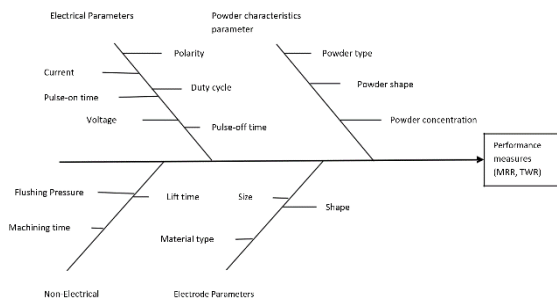 Electrical Parameters
Powder characteristics
parameter
Polarity
Current
Duty cycle
Pulse-on time
Voltage
Pulse-off time
Powder type
Powder shape
Powder concentration
Performance
measures
(MRR, TWR)
Flushing Pressure
Lift time
Machining time
Size
Shape
Material type
Non-Electrical
Electrode Parameters